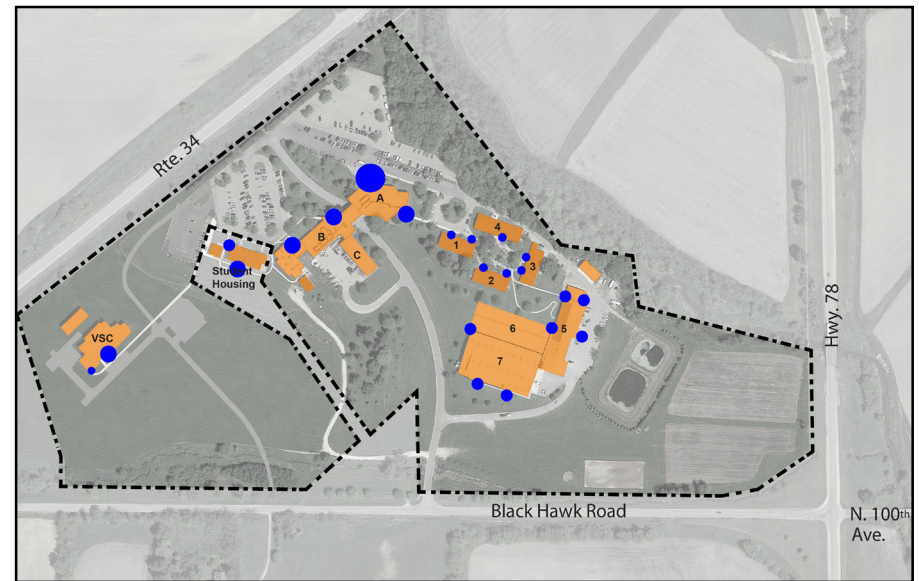 Rte. 34
Hwy. 78
A
B
C
1
4
3
2
Student
Housing
6
5
7
VSC
Black Hawk Road
N. 100th
Ave.